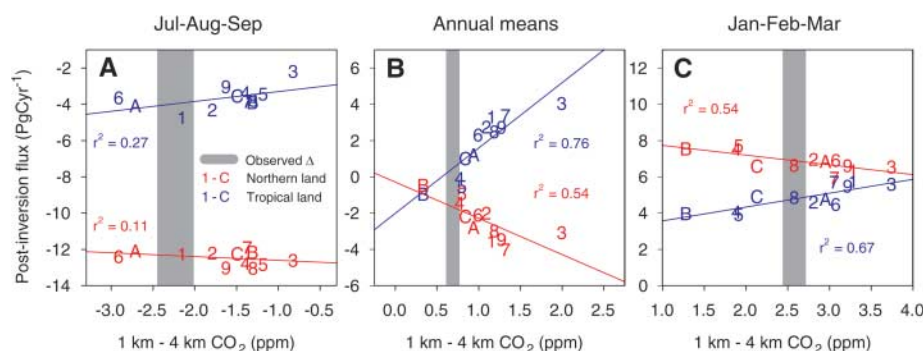 Jul-Aug-Sep
Annual means
Jan-Feb-Mar
Post-inversion flux (PgCyr-1)
A
-2
-4
-6
-8
-10
-12
-14
r2 = 0.27
r2 = 0.11
Observed Δ
1 - C Northern land
1 - C Tropical land
-3.0 -2.5 -2.0 -1.5 -1.0 -0.5
1 km - 4 km CO2 (ppm)
B
6
4
2
0
-2
-4
-6
r2 = 0.76
r2 = 0.54
0.0 0.5 1.0 1.5 2.0 2.5
1 km - 4 km CO2 (ppm)
C
12
10
8
6
4
2
0
r2 = 0.54
r2 = 0.67
1.0 1.5 2.0 2.5 3.0 3.5 4.0
1 km - 4 km CO2 (ppm)